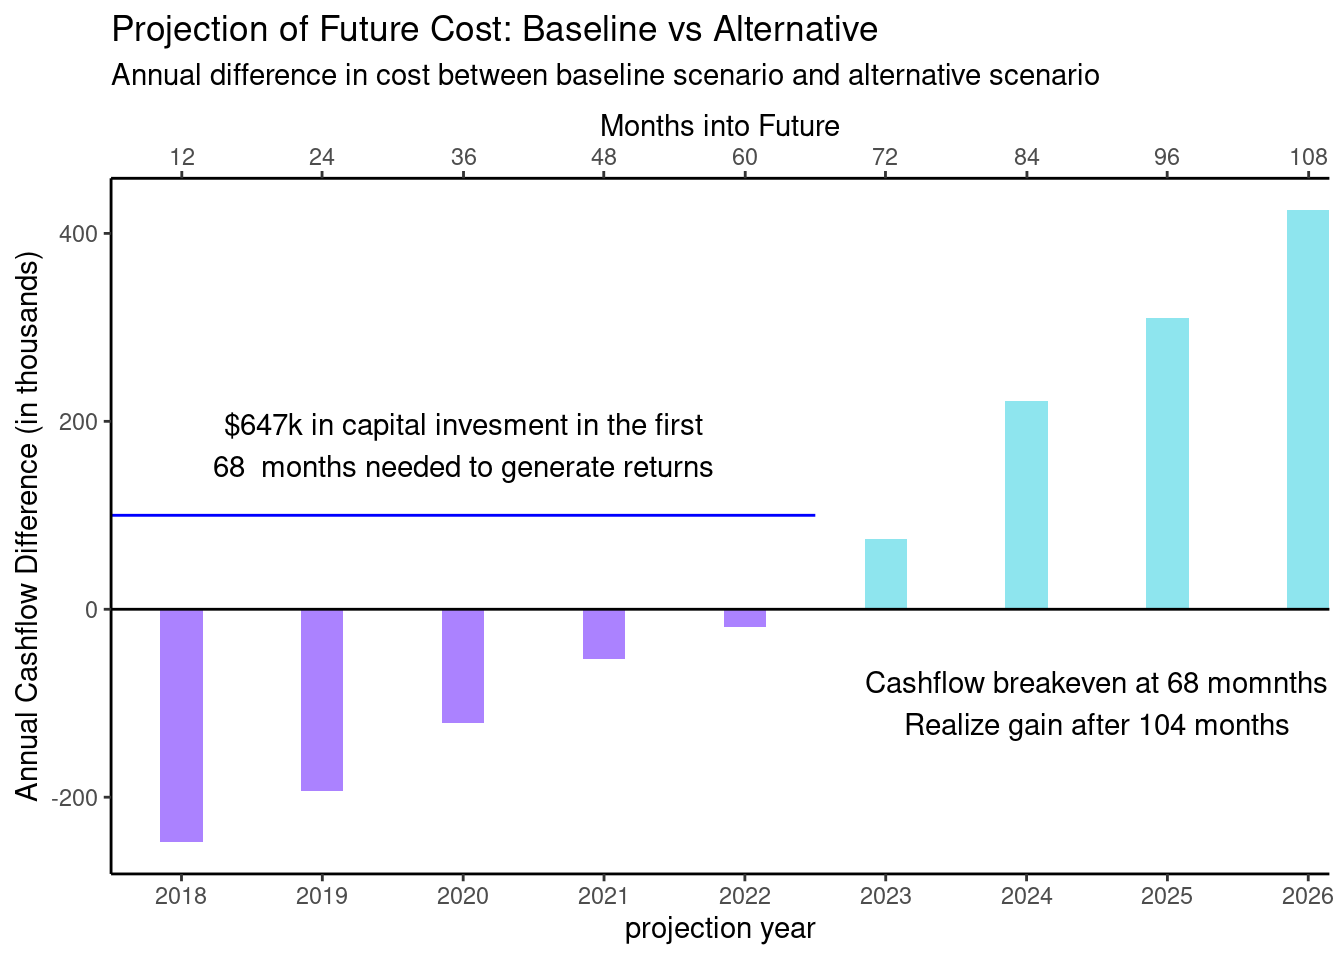 Projection of Future Cost: Baseline vs Alternative
Annual difference in cost between baseline scenario and alternative scenario
Months into Future
12 24 36 48 60 72 84 96 108
Annual Cashflow Difference (in thousands)
400
200
0
-200
$647k in capital invesment in the first
68  months needed to generate returns
Cashflow breakeven at 68 momnths
Realize gain after 104 months
2018 2019 2020 2021 2022 2023 2024 2025 2026
projection year